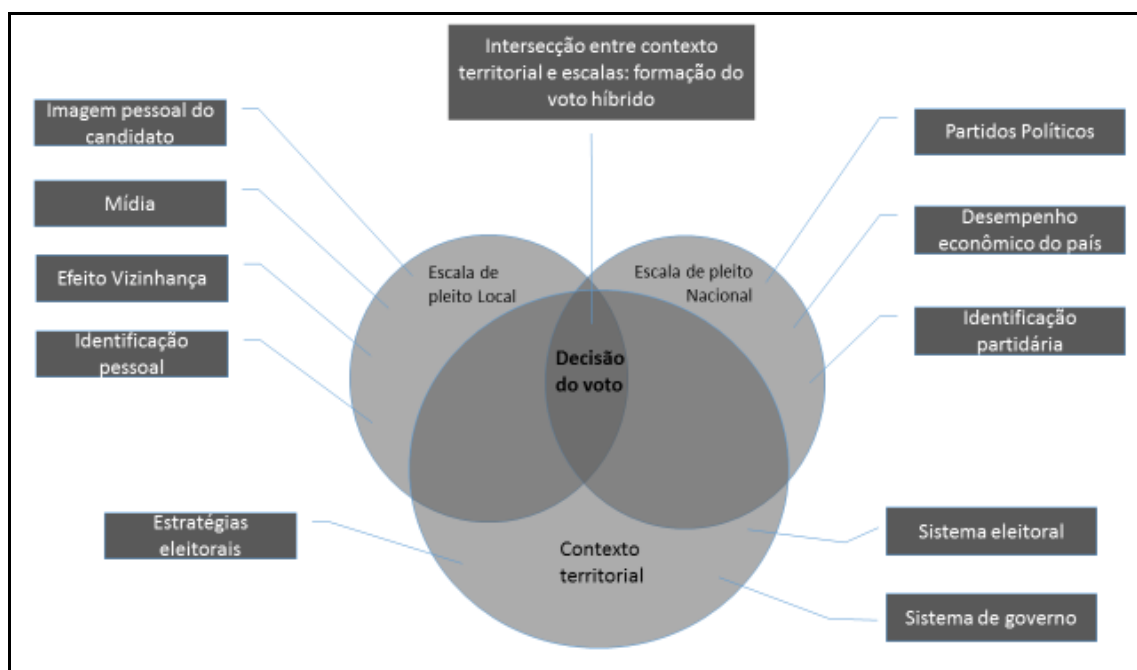 Intersecção entre contexto
territorial e escalas: formação do
voto híbrido
Imagem pessoal do
candidato
Mídia
Efeito Vizinhança
Identificação
pessoal
Partidos Políticos
Desempenho
econômico do país
Identificação
partidária
Escala de
pleito Local
Escala de pleito
Nacional
Decisão
do voto
Estratégias
eleitorais
Contexto
territorial
Sistema eleitoral
Sistema de governo